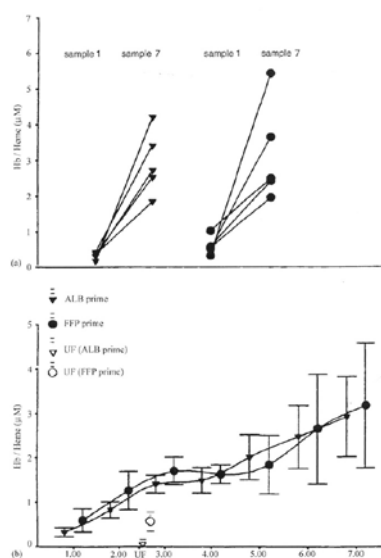 7
6
sample 1 sample 7 sample 1 sample 7
5
Hb / Heme (µM)
4
3
2
1
(a) 0
ALB prime
FFP prime
UF (ALB prime)
UF (FFP prime)
5
4
Hb / Heme (µM)
3
2
1
0
(b) 1.00 2.00 UF 3.00 4.00 5.00 6.00 7.00